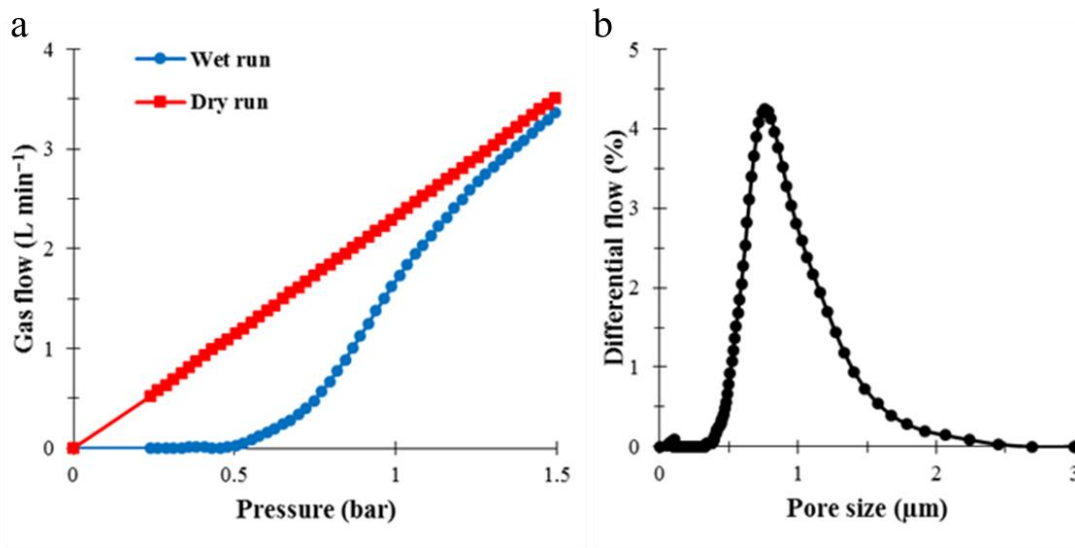 a
Wet run
Dry run
Gas flow (L min⁻¹)
4
3
2
1
0
0
0.5
1
1.5
Pressure (bar)
b
Differential flow (%)
5
4
3
2
1
0
0
1
2
3
Pore size (μm)